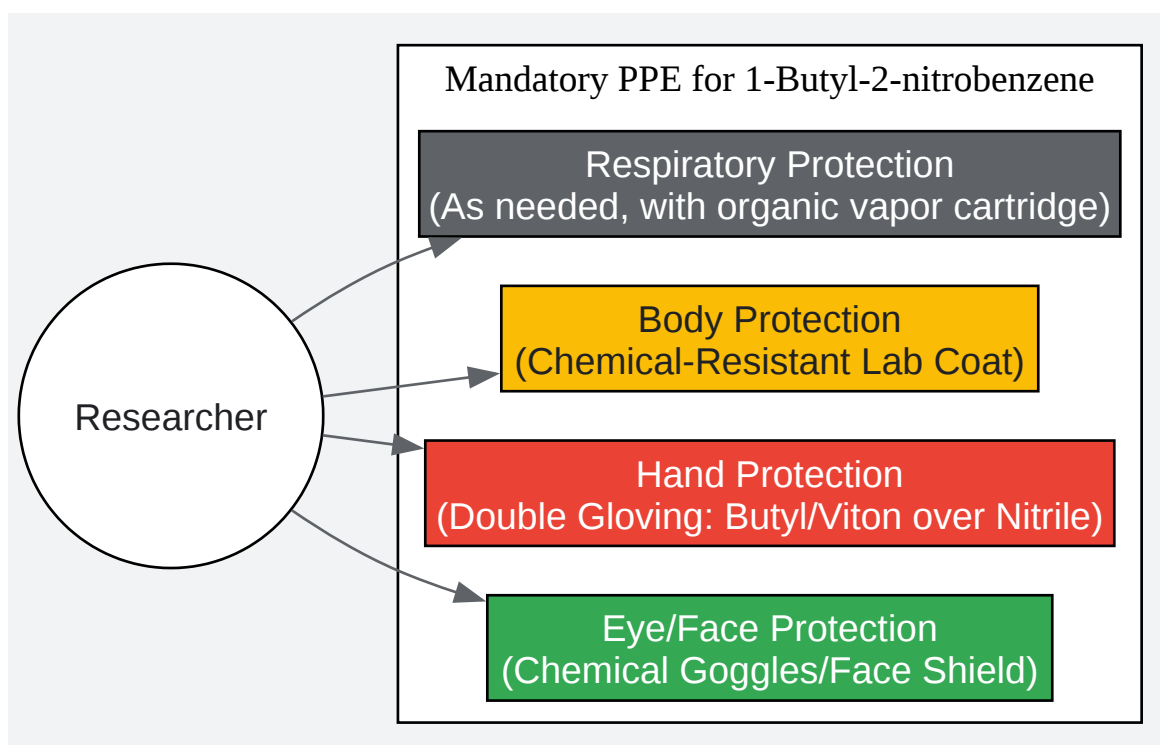 Mandatory PPE for 1-Butyl-2-nitrobenzene
Respiratory Protection
(As needed, with organic vapor cartridge)
Body Protection
(Chemical-Resistant Lab Coat)
Researcher
Hand Protection
(Double Gloving: Butyl/Viton over Nitrile)
Eye/Face Protection
(Chemical Goggles/Face Shield)